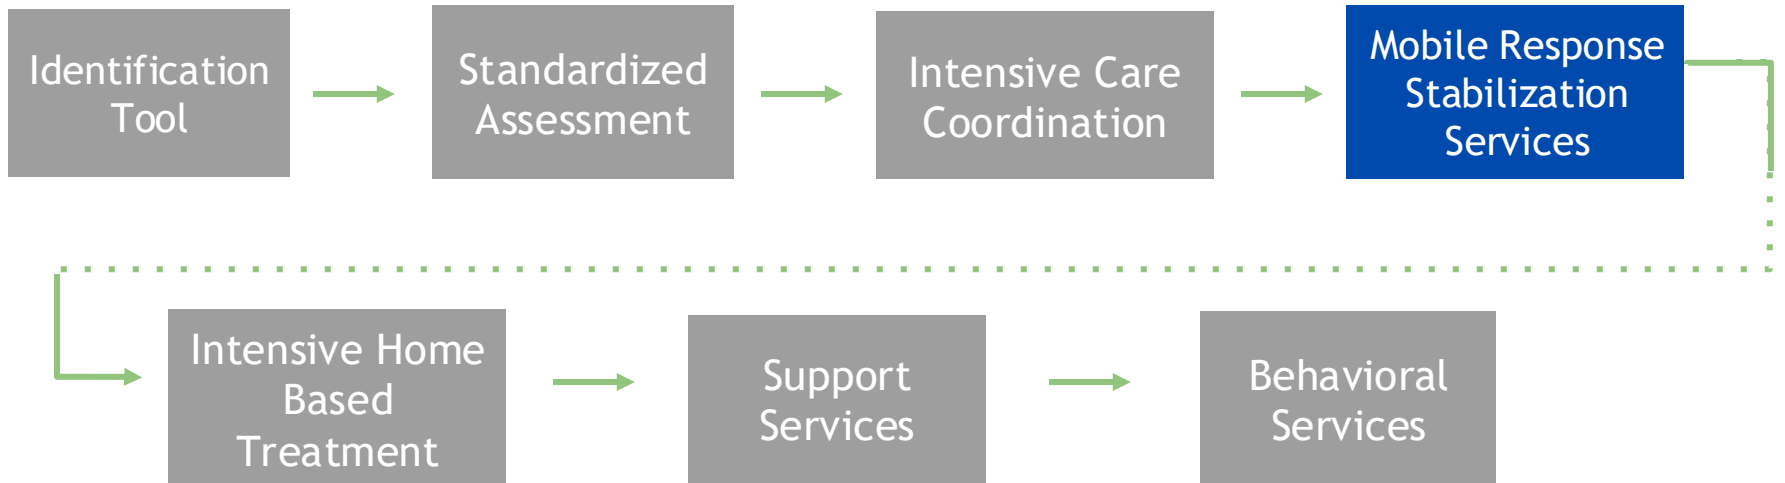 Identification
Tool
Standardized
Assessment
Intensive Care
Coordination
Mobile Response
Stabilization
Services
Intensive Home
Based
Treatment
Support
Services
Behavioral
Services